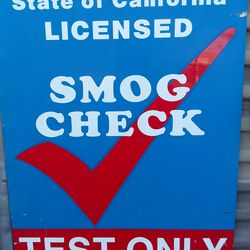 State of California
LICENSED
SMOG
CHECK
TEST ONLY